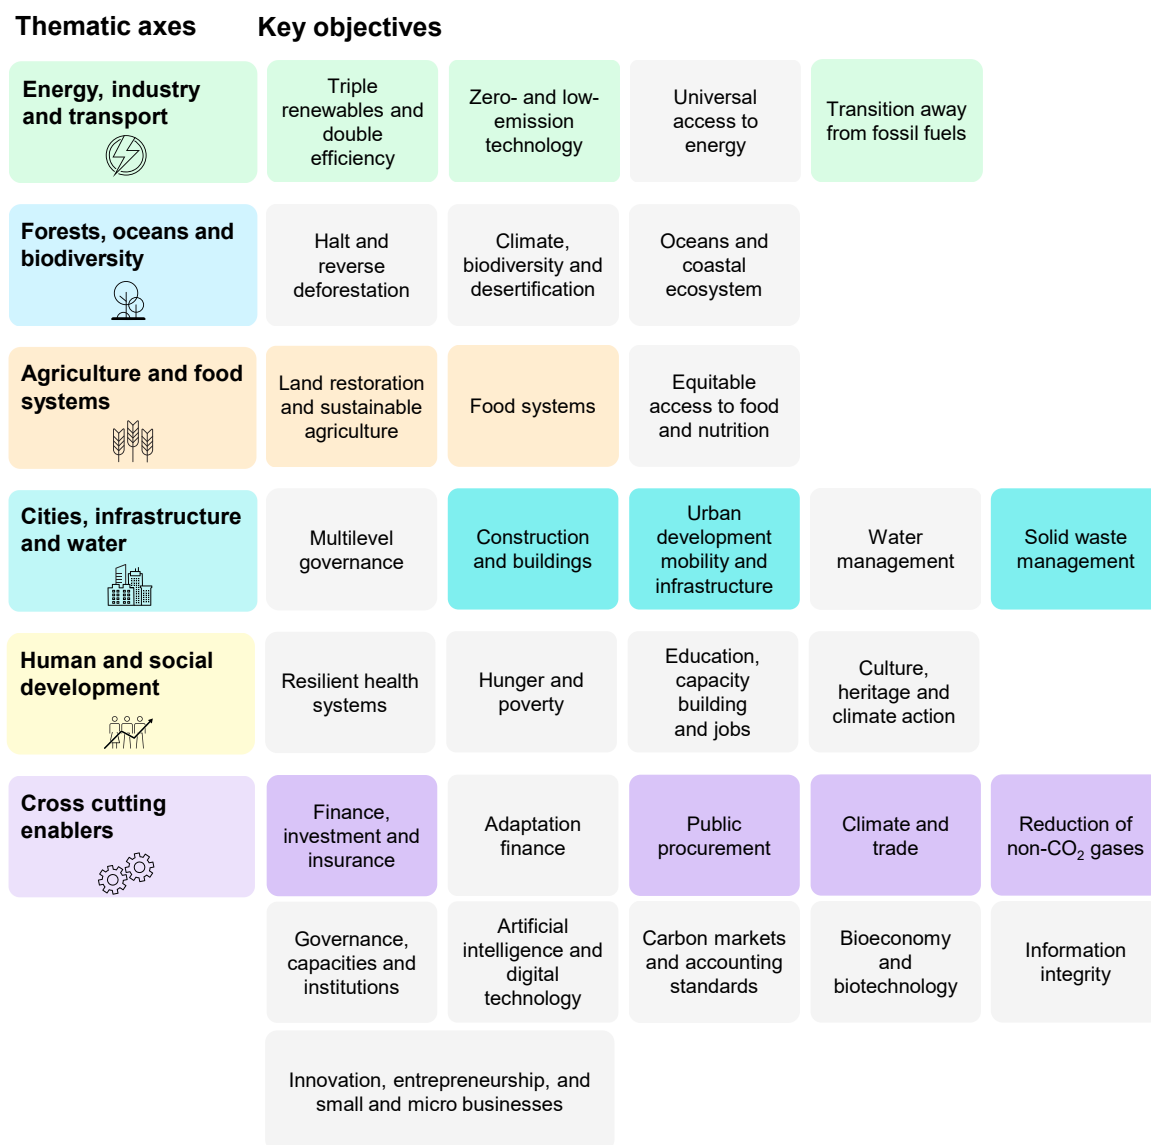 Thematic axes
Key objectives
Energy, industry
and transport
Triple
renewables and
double
efficiency
Zero- and low-
emission
technology
Universal
access to
energy
Transition away
from fossil fuels
Forests, oceans and
biodiversity
Halt and
reverse
deforestation
Climate,
biodiversity and
desertification
Oceans and
coastal
ecosystem
Agriculture and food
systems
Land restoration
and sustainable
agriculture
Food systems
Equitable
access to food
and nutrition
Cities, infrastructure
and water
Multilevel
governance
Construction
and buildings
Urban
development
mobility and
infrastructure
Water
management
Solid waste
management
Human and social
development
Resilient health
systems
Hunger and
poverty
Education,
capacity
building
and jobs
Culture,
heritage and
climate action
Cross cutting
enablers
Finance,
investment and
insurance
Adaptation
finance
Public
procurement
Climate and
trade
Reduction of
non-CO₂ gases
Governance,
capacities and
institutions
Artificial
intelligence and
digital
technology
Carbon markets
and accounting
standards
Bioeconomy
and
biotechnology
Information
integrity
Innovation, entrepreneurship, and
small and micro businesses